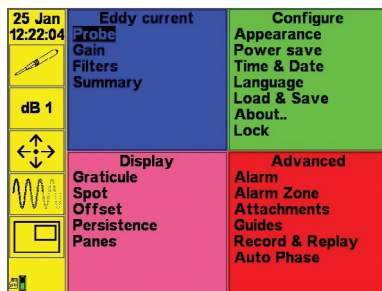 25 Jan
12:22:04
dB 1
Eddy current
Probe
Gain
Filters
Summary
Configure
Appearance
Power save
Time & Date
Language
Load & Save
About..
Lock
Display
Graticule
Spot
Offset
Persistence
Panes
Advanced
Alarm
Alarm Zone
Attachments
Guides
Record & Replay
Auto Phase